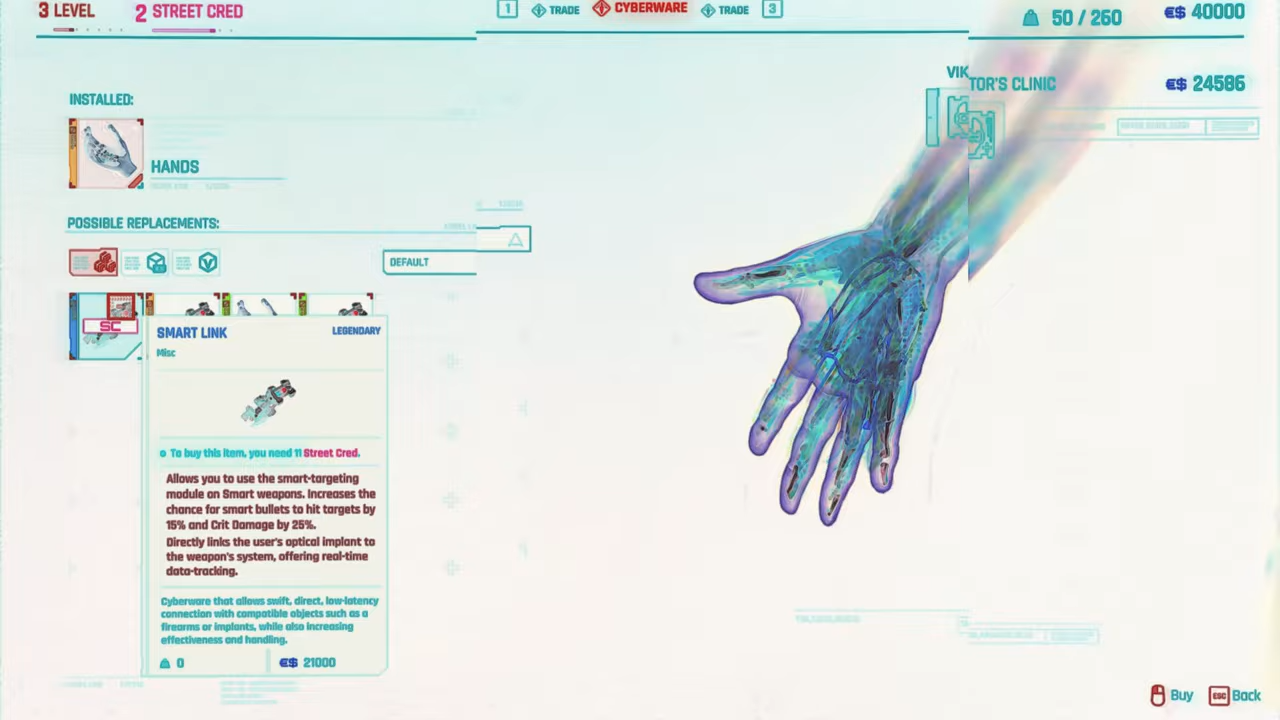 3 LEVEL
2 STREET CRED
1 TRADE CYBERWARE TRADE 3
50 / 260
€$ 40000
VIKTOR'S CLINIC
€$ 24586
INSTALLED:
HANDS
POSSIBLE REPLACEMENTS:
DEFAULT
SC
SMART LINK
LEGENDARY
Misc
To buy this item, you need 11 Street Cred.
Allows you to use the smart-targeting
module on Smart weapons. Increases the
chance for smart bullets to hit targets by
15% and Crit Damage by 25%.
Directly links the user's optical implant to
the weapon's system, offering real-time
data-tracking.
Cyberware that allows swift, direct, low-latency
connection with compatible objects such as a
firearms or implants, while also increasing
effectiveness and handling.
0
€$ 21000
Buy
ESC Back